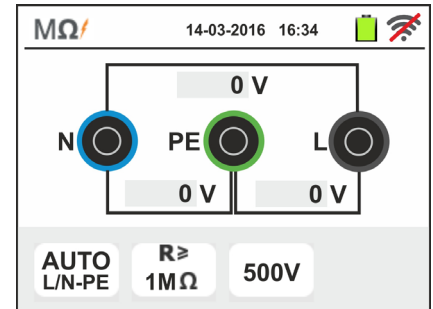 MΩ 14-03-2016 16:34
0 V
N PE L
0 V 0 V
AUTO R≥ 500V
L/N-PE 1MΩ